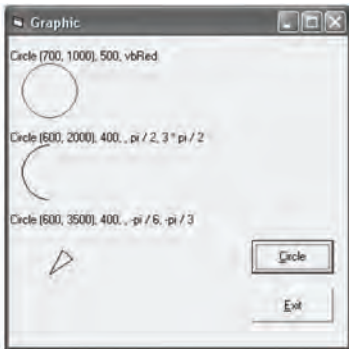 Graphic
Circle (700, 1000), 500, vbRed
Circle (600, 2000), 400, , pi / 2, 3 * pi / 2
Circle (600, 3500), 400, , -pi / 6, -pi / 3
Circle
Exit